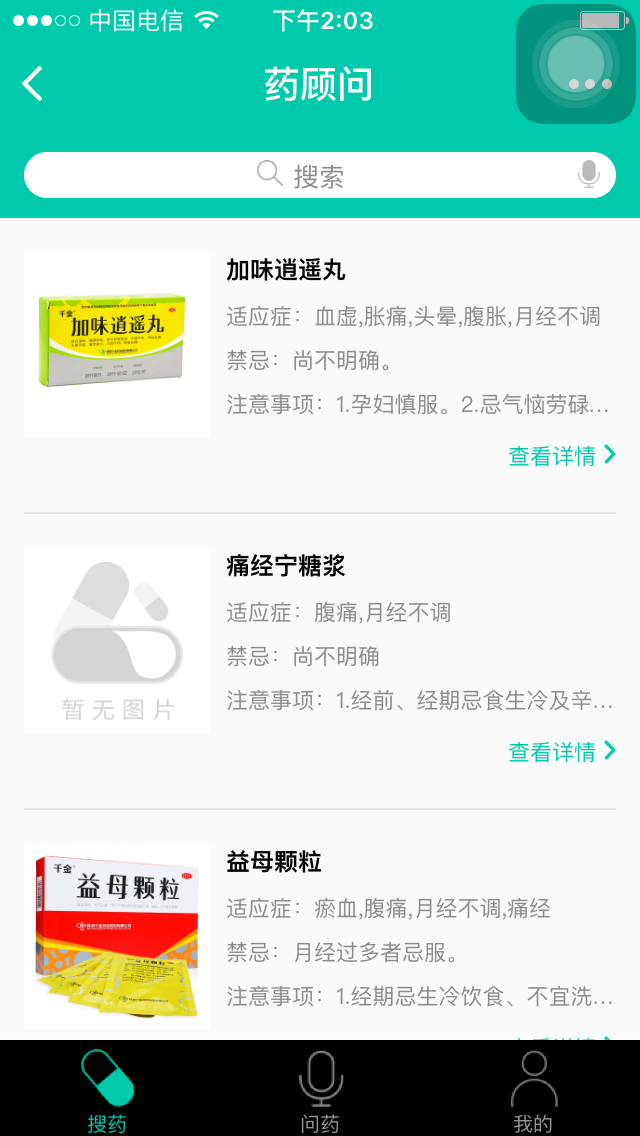 中国电信 下午2:03
药顾问
搜索
加味逍遥丸
适应症：血虚,胀痛,头晕,腹胀,月经不调
禁忌：尚不明确。
注意事项：1.孕妇慎服。2.忌气恼劳碌...
查看详情
千金
加味逍遥丸
痛经宁糖浆
适应症：腹痛,月经不调
禁忌：尚不明确
注意事项：1.经前、经期忌食生冷及辛...
查看详情
暂无图片
益母颗粒
适应症：瘀血,腹痛,月经不调,痛经
禁忌：月经过多者忌服。
注意事项：1.经期忌生冷饮食、不宜洗...
千金
益母颗粒
搜药 问药 我的